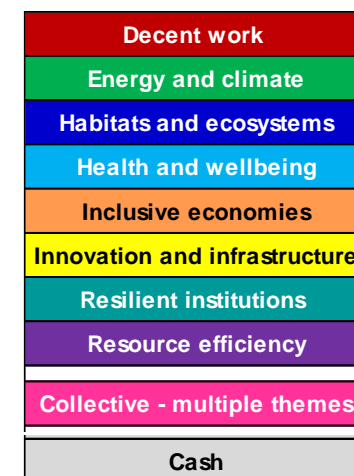 Decent work
Energy and climate
Habitats and ecosystems
Health and wellbeing
Inclusive economies
Innovation and infrastructure
Resilient institutions
Resource efficiency
Collective - multiple themes
Cash